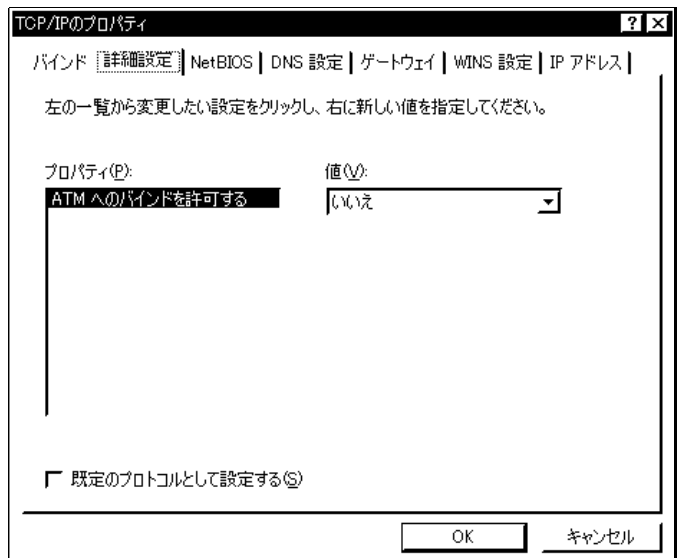 TCP/IPのプロパティ
バインド 詳細設定 NetBIOS DNS 設定 ゲートウェイ WINS 設定 IP アドレス
左の一覧から変更したい設定をクリックし、右に新しい値を指定してください。
プロパティ(P): 値(V):
ATM へのバインドを許可する いいえ
既定のプロトコルとして設定する(S)
OK キャンセル